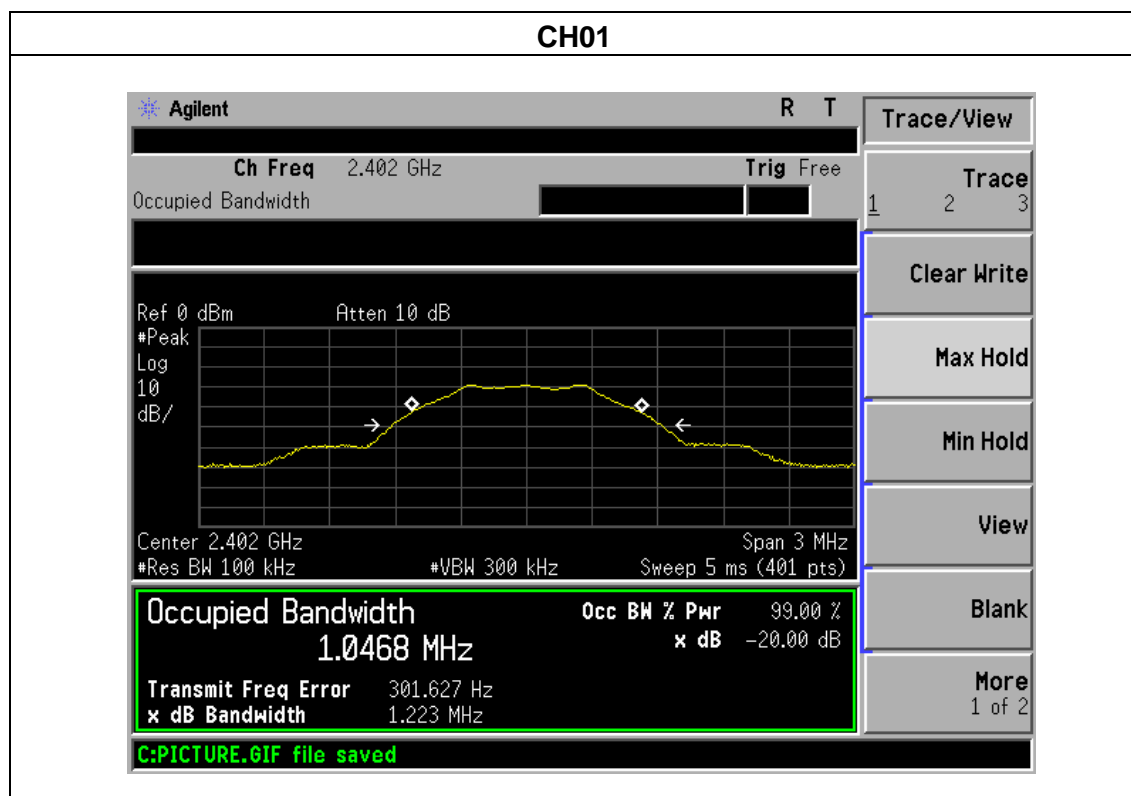 CH01
Agilent
R T
Trace/View
Ch Freq 2.402 GHz
Trig Free
Occupied Bandwidth
Trace
1 2 3
Clear Write
Max Hold
Min Hold
View
Blank
More
1 of 2
Ref 0 dBm
Atten 10 dB
#Peak
Log
10
dB/
Center 2.402 GHz
Span 3 MHz
#Res BW 100 kHz
#VBW 300 kHz
Sweep 5 ms (401 pts)
Occupied Bandwidth
1.0468 MHz
Occ BW % Pwr 99.00 %
x dB -20.00 dB
Transmit Freq Error 301.627 Hz
x dB Bandwidth 1.223 MHz
C:PICTURE.GIF file saved